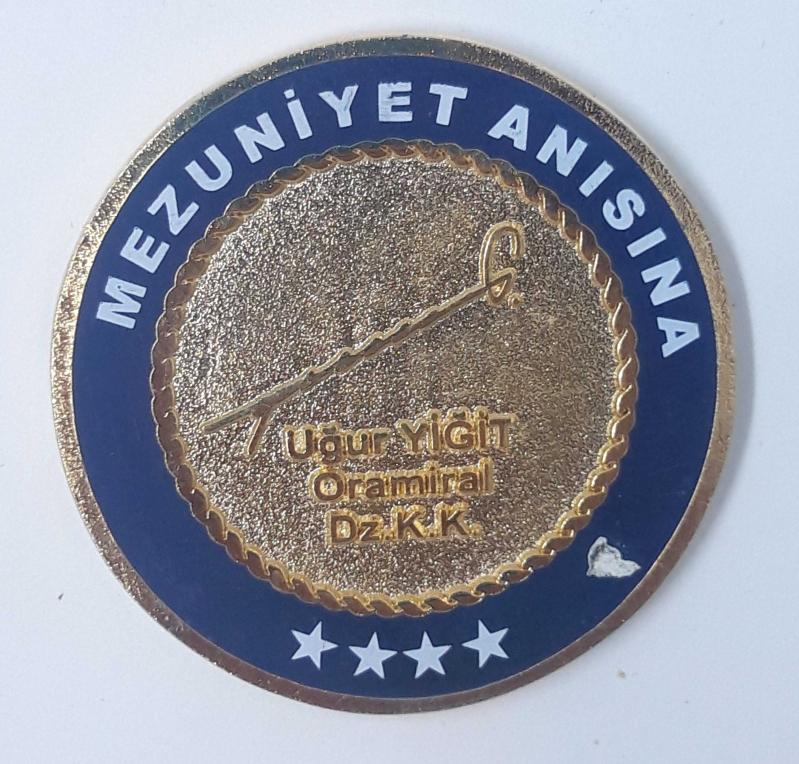 MEZUNİYET ANISINA
Uğur YİĞİT
Oramiral
Dz.K.K.